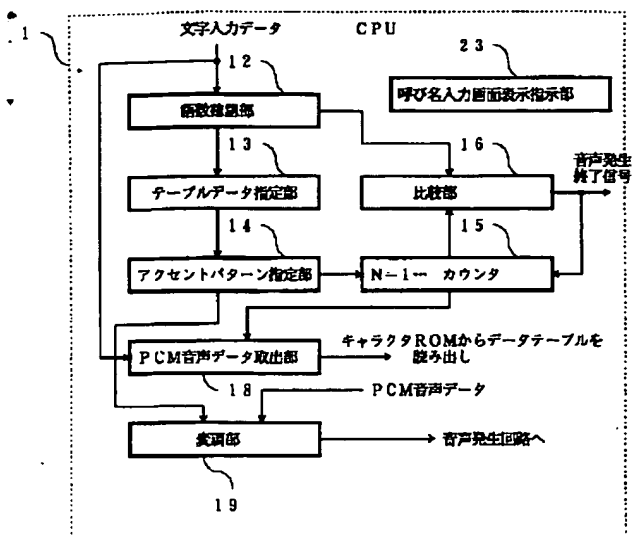 文字入力データ
CPU
1
12
23
語数確認部
呼び名入力画面表示指示部
13
16
音声発生
終了信号
テーブルデータ指定部
比較部
14
15
アクセントパターン指定部
N-1… カウンタ
PCM音声データ取出部
キャラクタROMからデータテーブルを
読み出し
18
PCM音声データ
変調部
音声発生回路へ
19